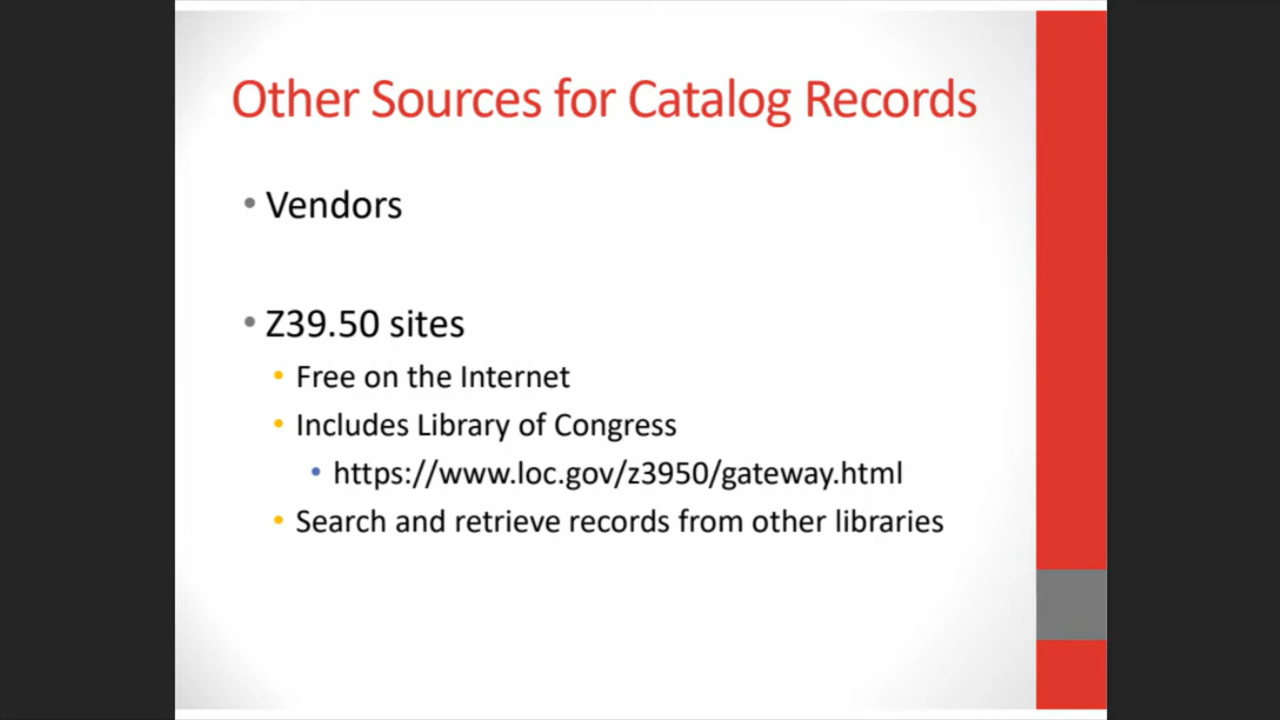 Other Sources for Catalog Records
• Vendors
• Z39.50 sites
• Free on the Internet
• Includes Library of Congress
• https://www.loc.gov/z3950/gateway.html
• Search and retrieve records from other libraries